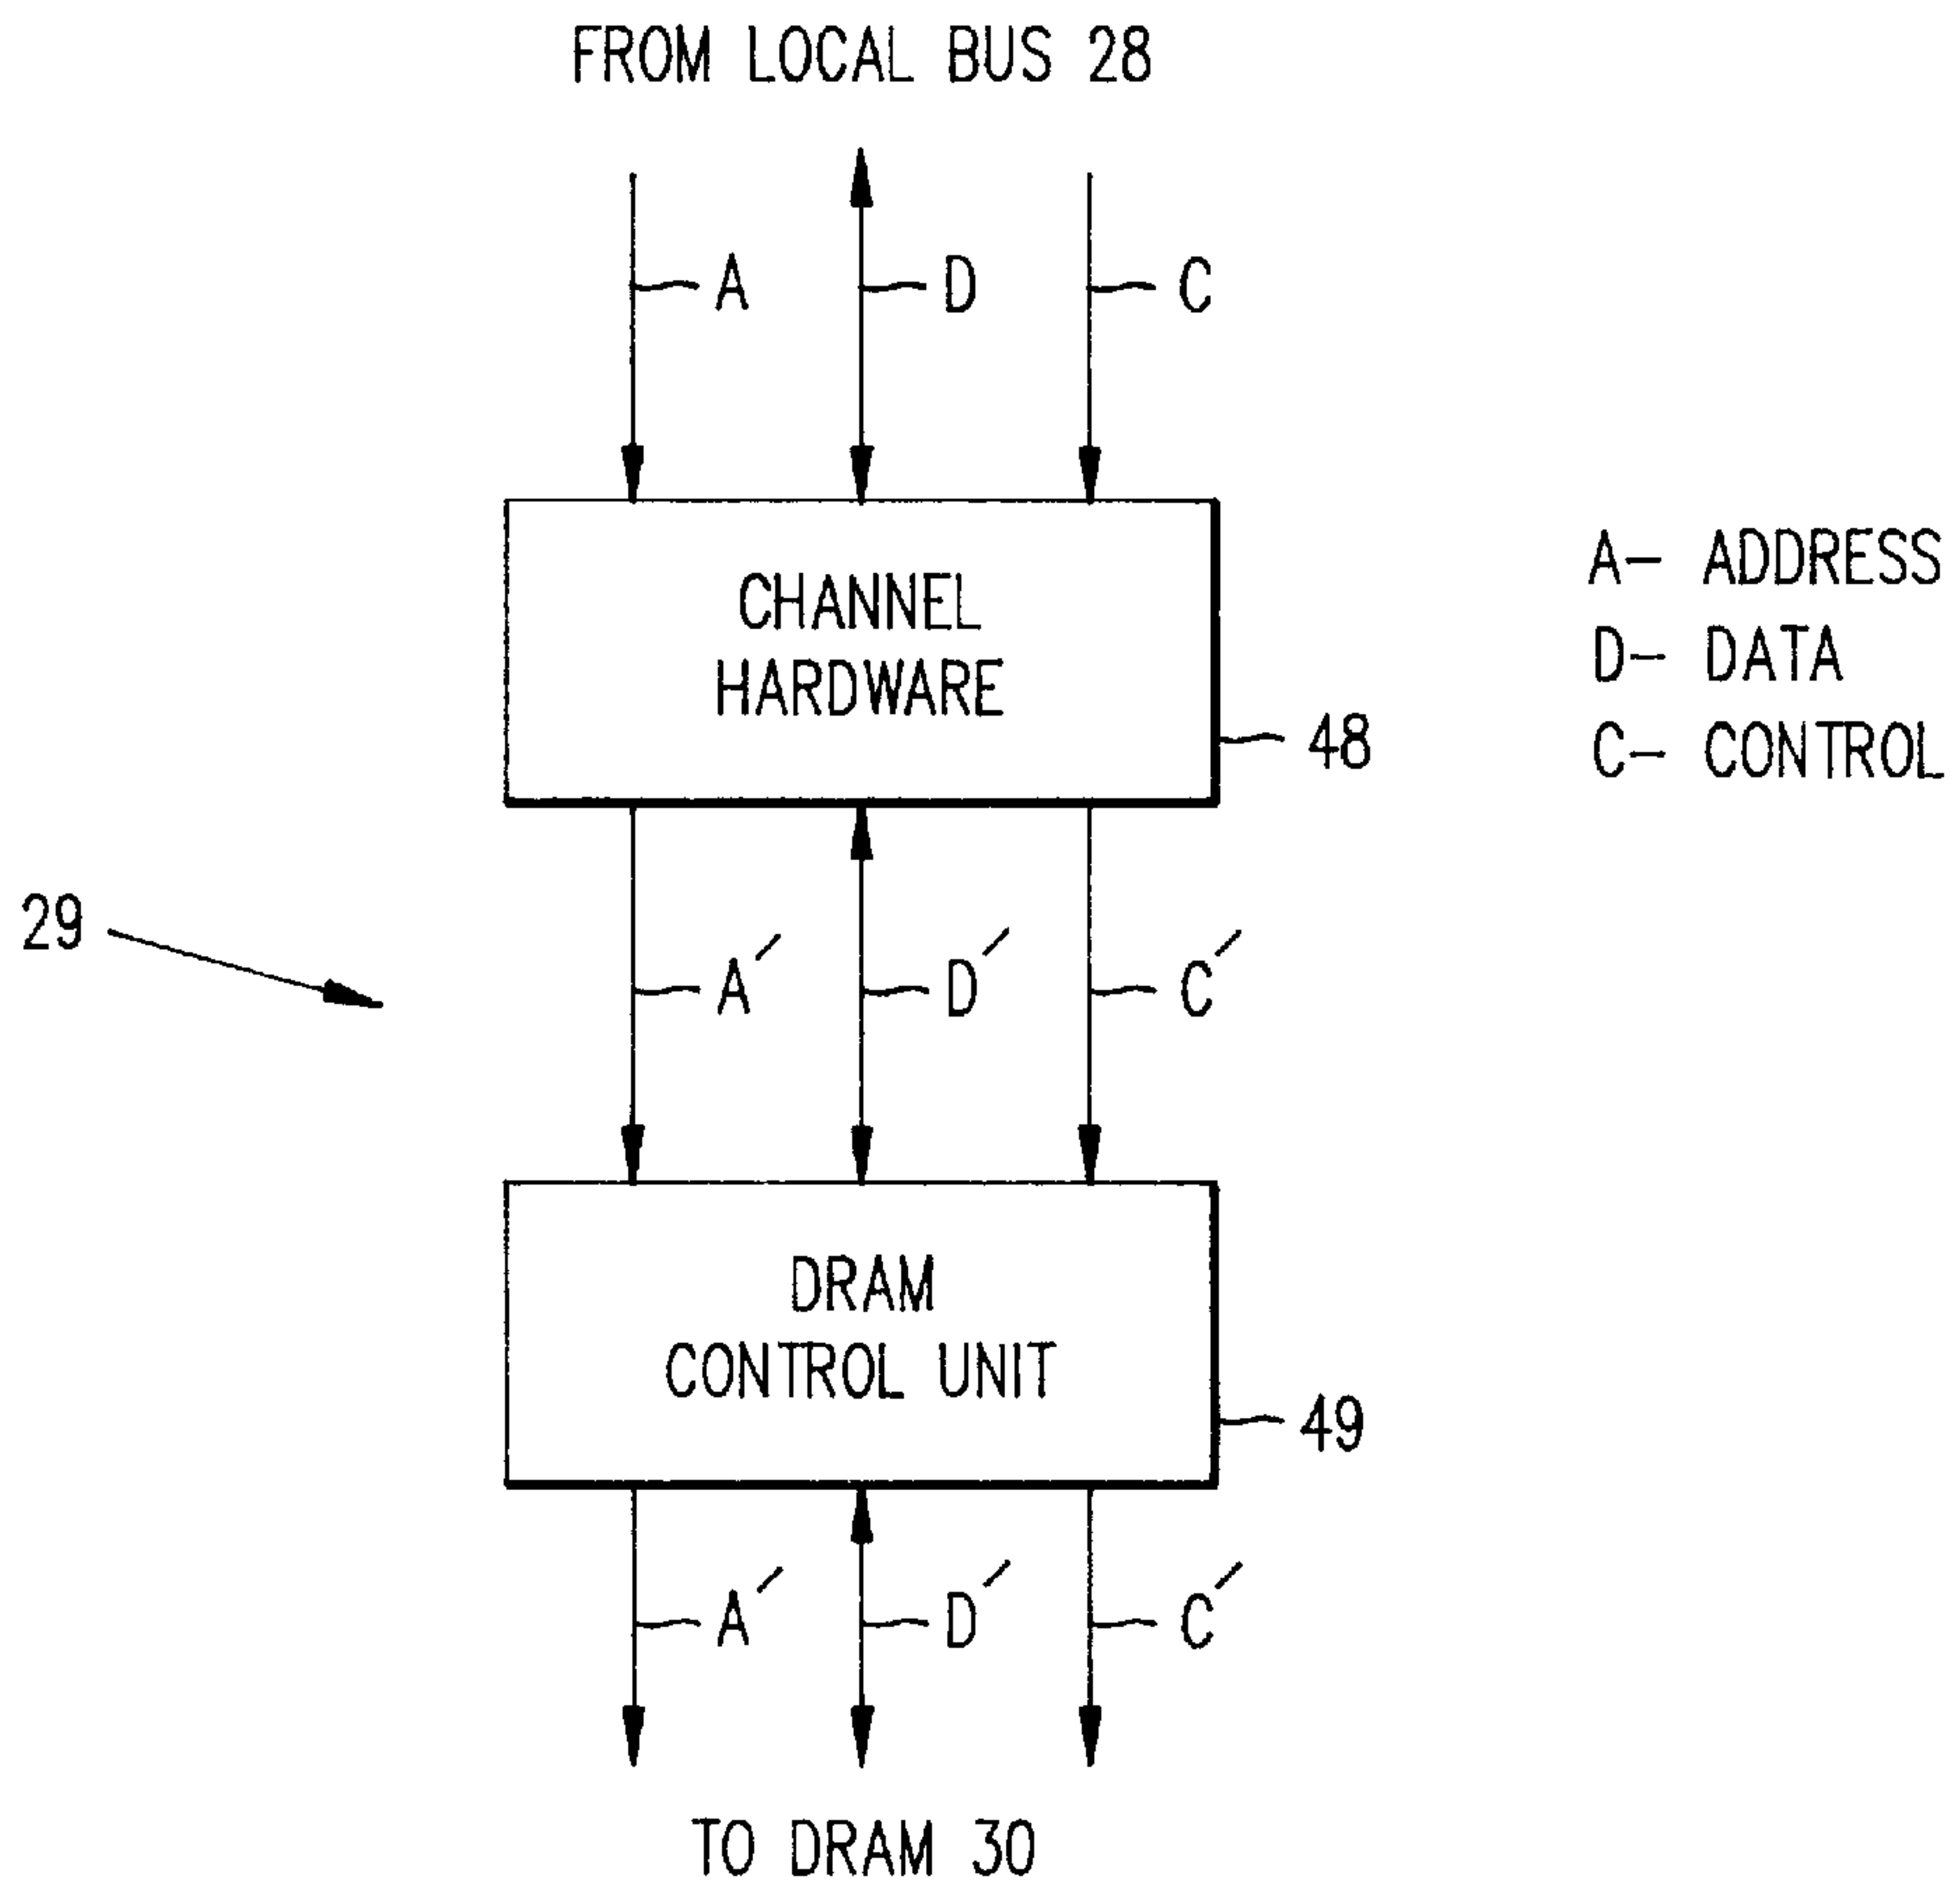 FROM LOCAL BUS 28
A
D
C
CHANNEL
HARDWARE
48
A- ADDRESS
D- DATA
C- CONTROL
29
A´
D´
C´
DRAM
CONTROL UNIT
49
A´
D´
C´
TO DRAM 30